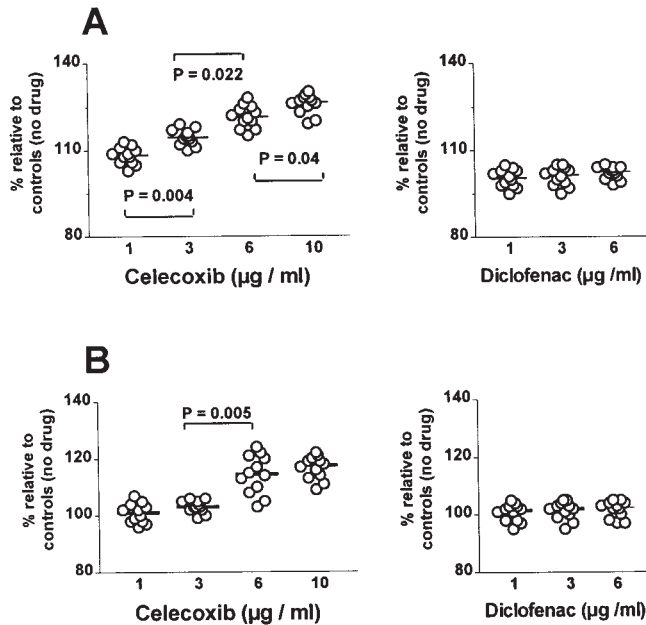 A
140
110
80
% relative to
controls (no drug)
P = 0.022
P = 0.04
P = 0.004
1 3 6 10
Celecoxib (µg / ml)
140
110
80
% relative to
controls (no drug)
1 3 6
Diclofenac (µg /ml)
B
140
120
100
80
% relative to
controls (no drug)
P = 0.005
1 3 6 10
Celecoxib (µg / ml)
140
120
100
80
% relative to
controls (no drug)
1 3 6
Diclofenac (µg /ml)